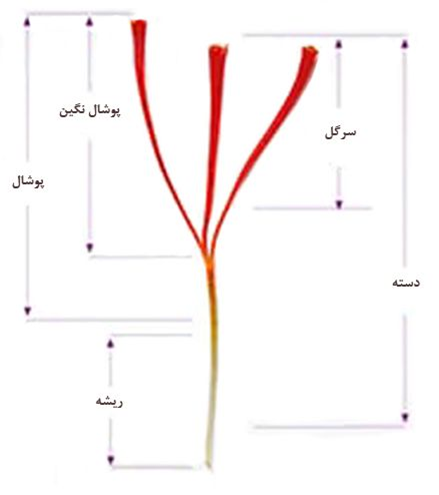 پوشال نگین
سرگل
پوشال
دسته
ریشه